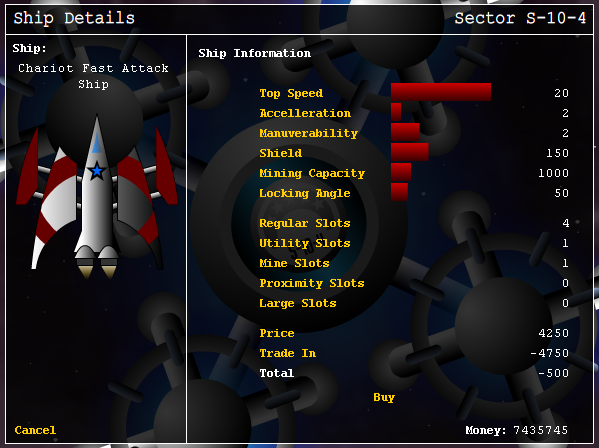 Ship Details
Sector S-10-4
Ship:
Chariot Fast Attack
Ship
Ship Information
Top Speed 20
Accelleration 2
Manuverability 2
Shield 150
Mining Capacity 1000
Locking Angle 50
Regular Slots 4
Utility Slots 1
Mine Slots 1
Proximity Slots 0
Large Slots 0
Price 4250
Trade In -4750
Total -500
Buy
Cancel
Money: 7435745